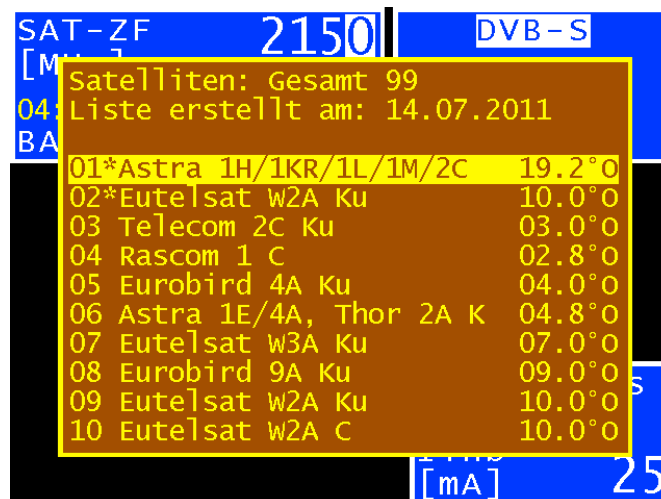 SAT-ZF 2150 DVB-S
Satelliten: Gesamt 99
04: Liste erstellt am: 14.07.2011
BA
01*Astra 1H/1KR/1L/1M/2C 19.2°O
02*Eutelsat W2A Ku 10.0°O
03 Telecom 2C Ku 03.0°O
04 Rascom 1 C 02.8°O
05 Eurobird 4A Ku 04.0°O
06 Astra 1E/4A, Thor 2A K 04.8°O
07 Eutelsat W3A Ku 07.0°O
08 Eurobird 9A Ku 09.0°O
09 Eutelsat W2A Ku 10.0°O
10 Eutelsat W2A C 10.0°O
[mA] 25